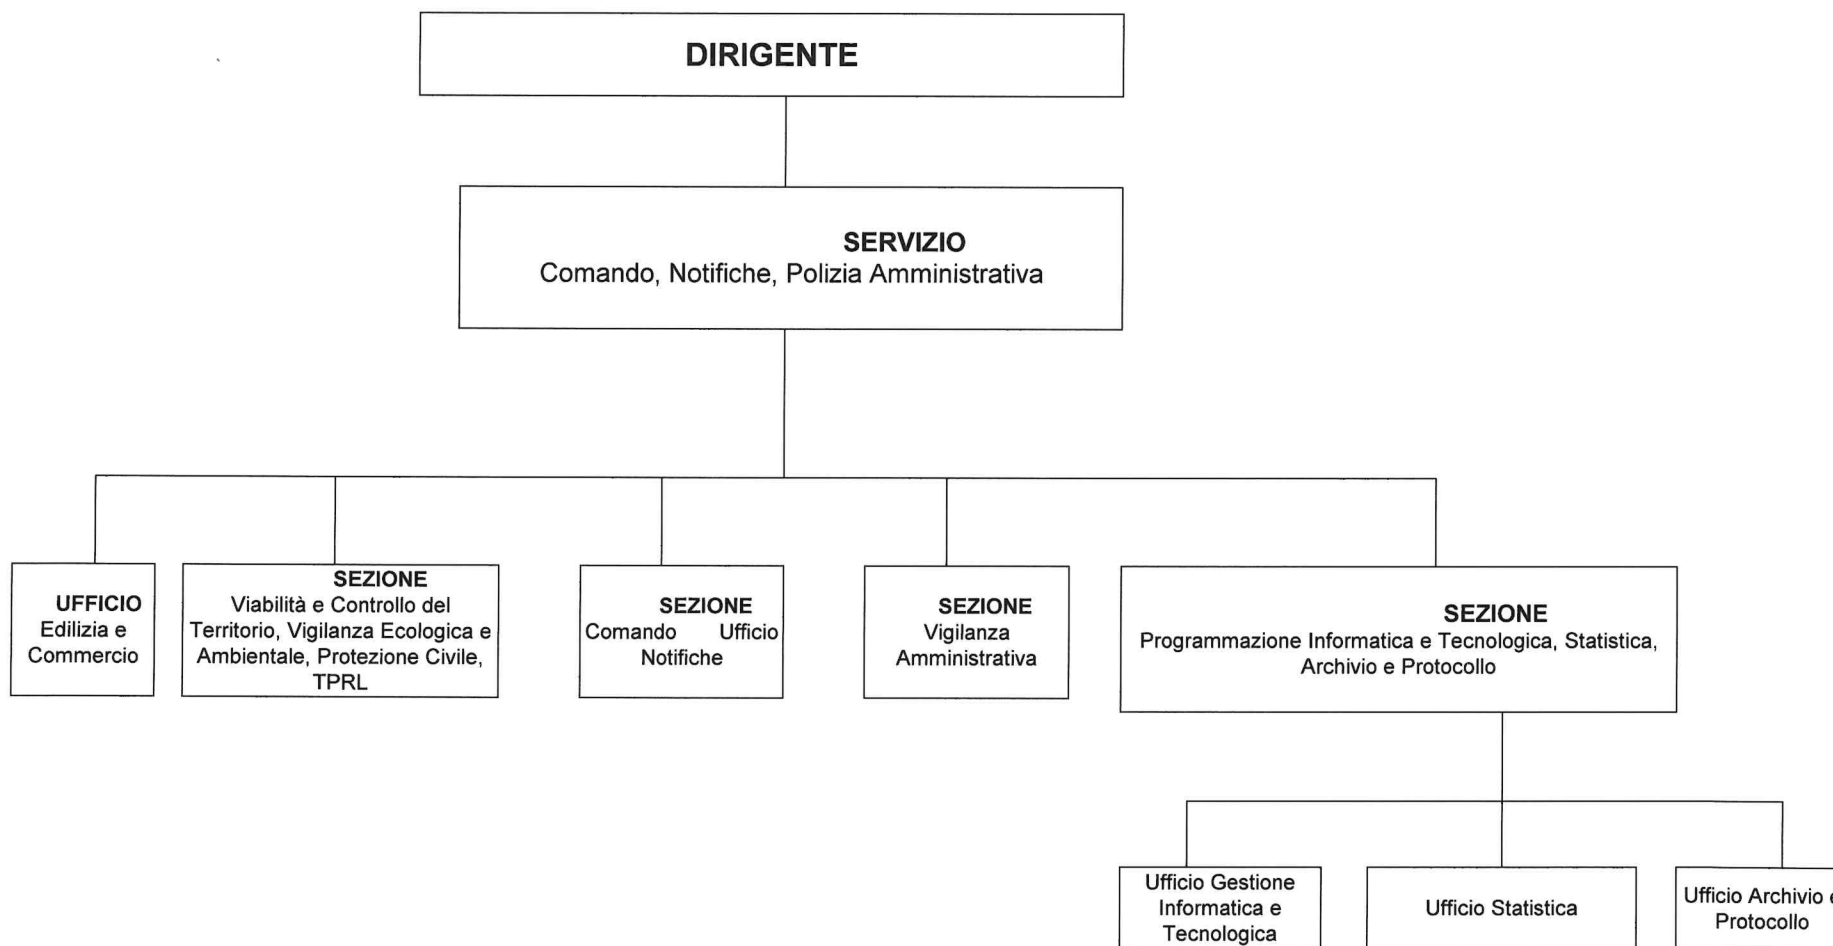 DIRIGENTE
SERVIZIO
Comando, Notifiche, Polizia Amministrativa
UFFICIO
Edilizia e
Commercio
SEZIONE
Viabilità e Controllo del
Territorio, Vigilanza Ecologica e
Ambientale, Protezione Civile,
TPRL
SEZIONE
Comando Ufficio
Notifiche
SEZIONE
Vigilanza
Amministrativa
SEZIONE
Programmazione Informatica e Tecnologica, Statistica,
Archivio e Protocollo
Ufficio Gestione
Informatica e
Tecnologica
Ufficio Statistica
Ufficio Archivio e
Protocollo